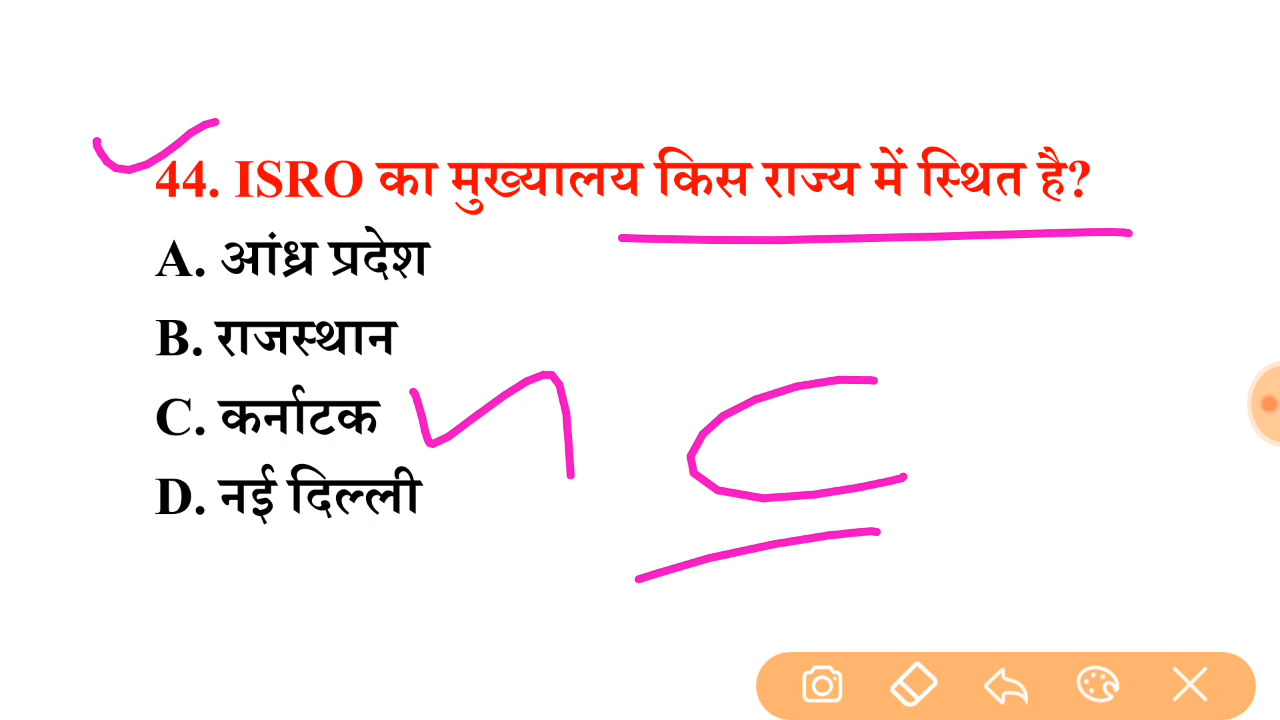 44. ISRO का मुख्यालय किस राज्य में स्थित है?
A. आंध्र प्रदेश
B. राजस्थान
C. कर्नाटक
D. नई दिल्ली
C